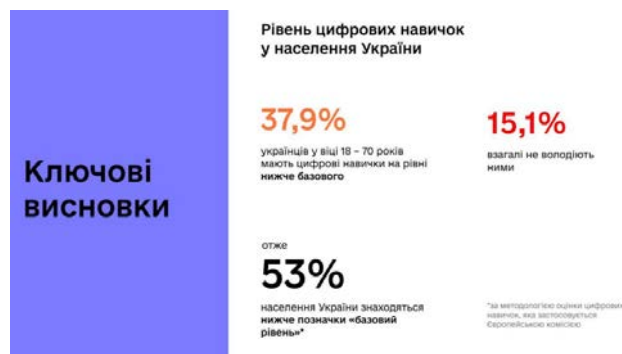 Ключові
висновки
Рівень цифрових навичок
у населення України
37,9%
українців у віці 18 – 70 років
мають цифрові навички на рівні
нижче базового
15,1%
взагалі не володіють
ними
отже
53%
населення України знаходяться
нижче позначки «базовий
рівень»*
*за методологією оцінки цифрових
навичок, яка застосовується
Європейською комісією